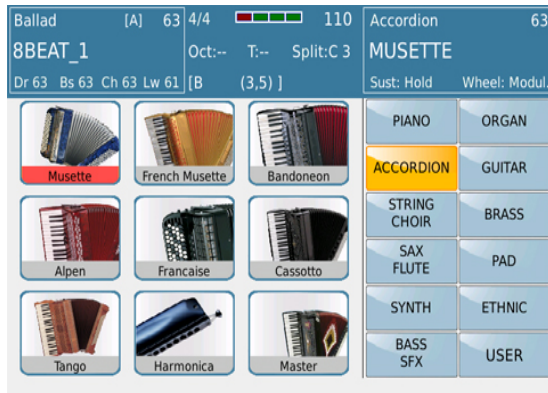 Ballad [A] 63 4/4 110 Accordion 63
8BEAT_1 Oct:-- T:-- Split:C 3 MUSETTE
Dr 63 Bs 63 Ch 63 Lw 61 [B (3,5) ] Sust: Hold Wheel: Modul.
Musette French Musette Bandoneon
Alpen Francaise Cassotto
Tango Harmonica Master
PIANO ORGAN
ACCORDION GUITAR
STRING
CHOIR
BRASS
SAX
FLUTE
PAD
SYNTH ETHNIC
BASS
SFX
USER